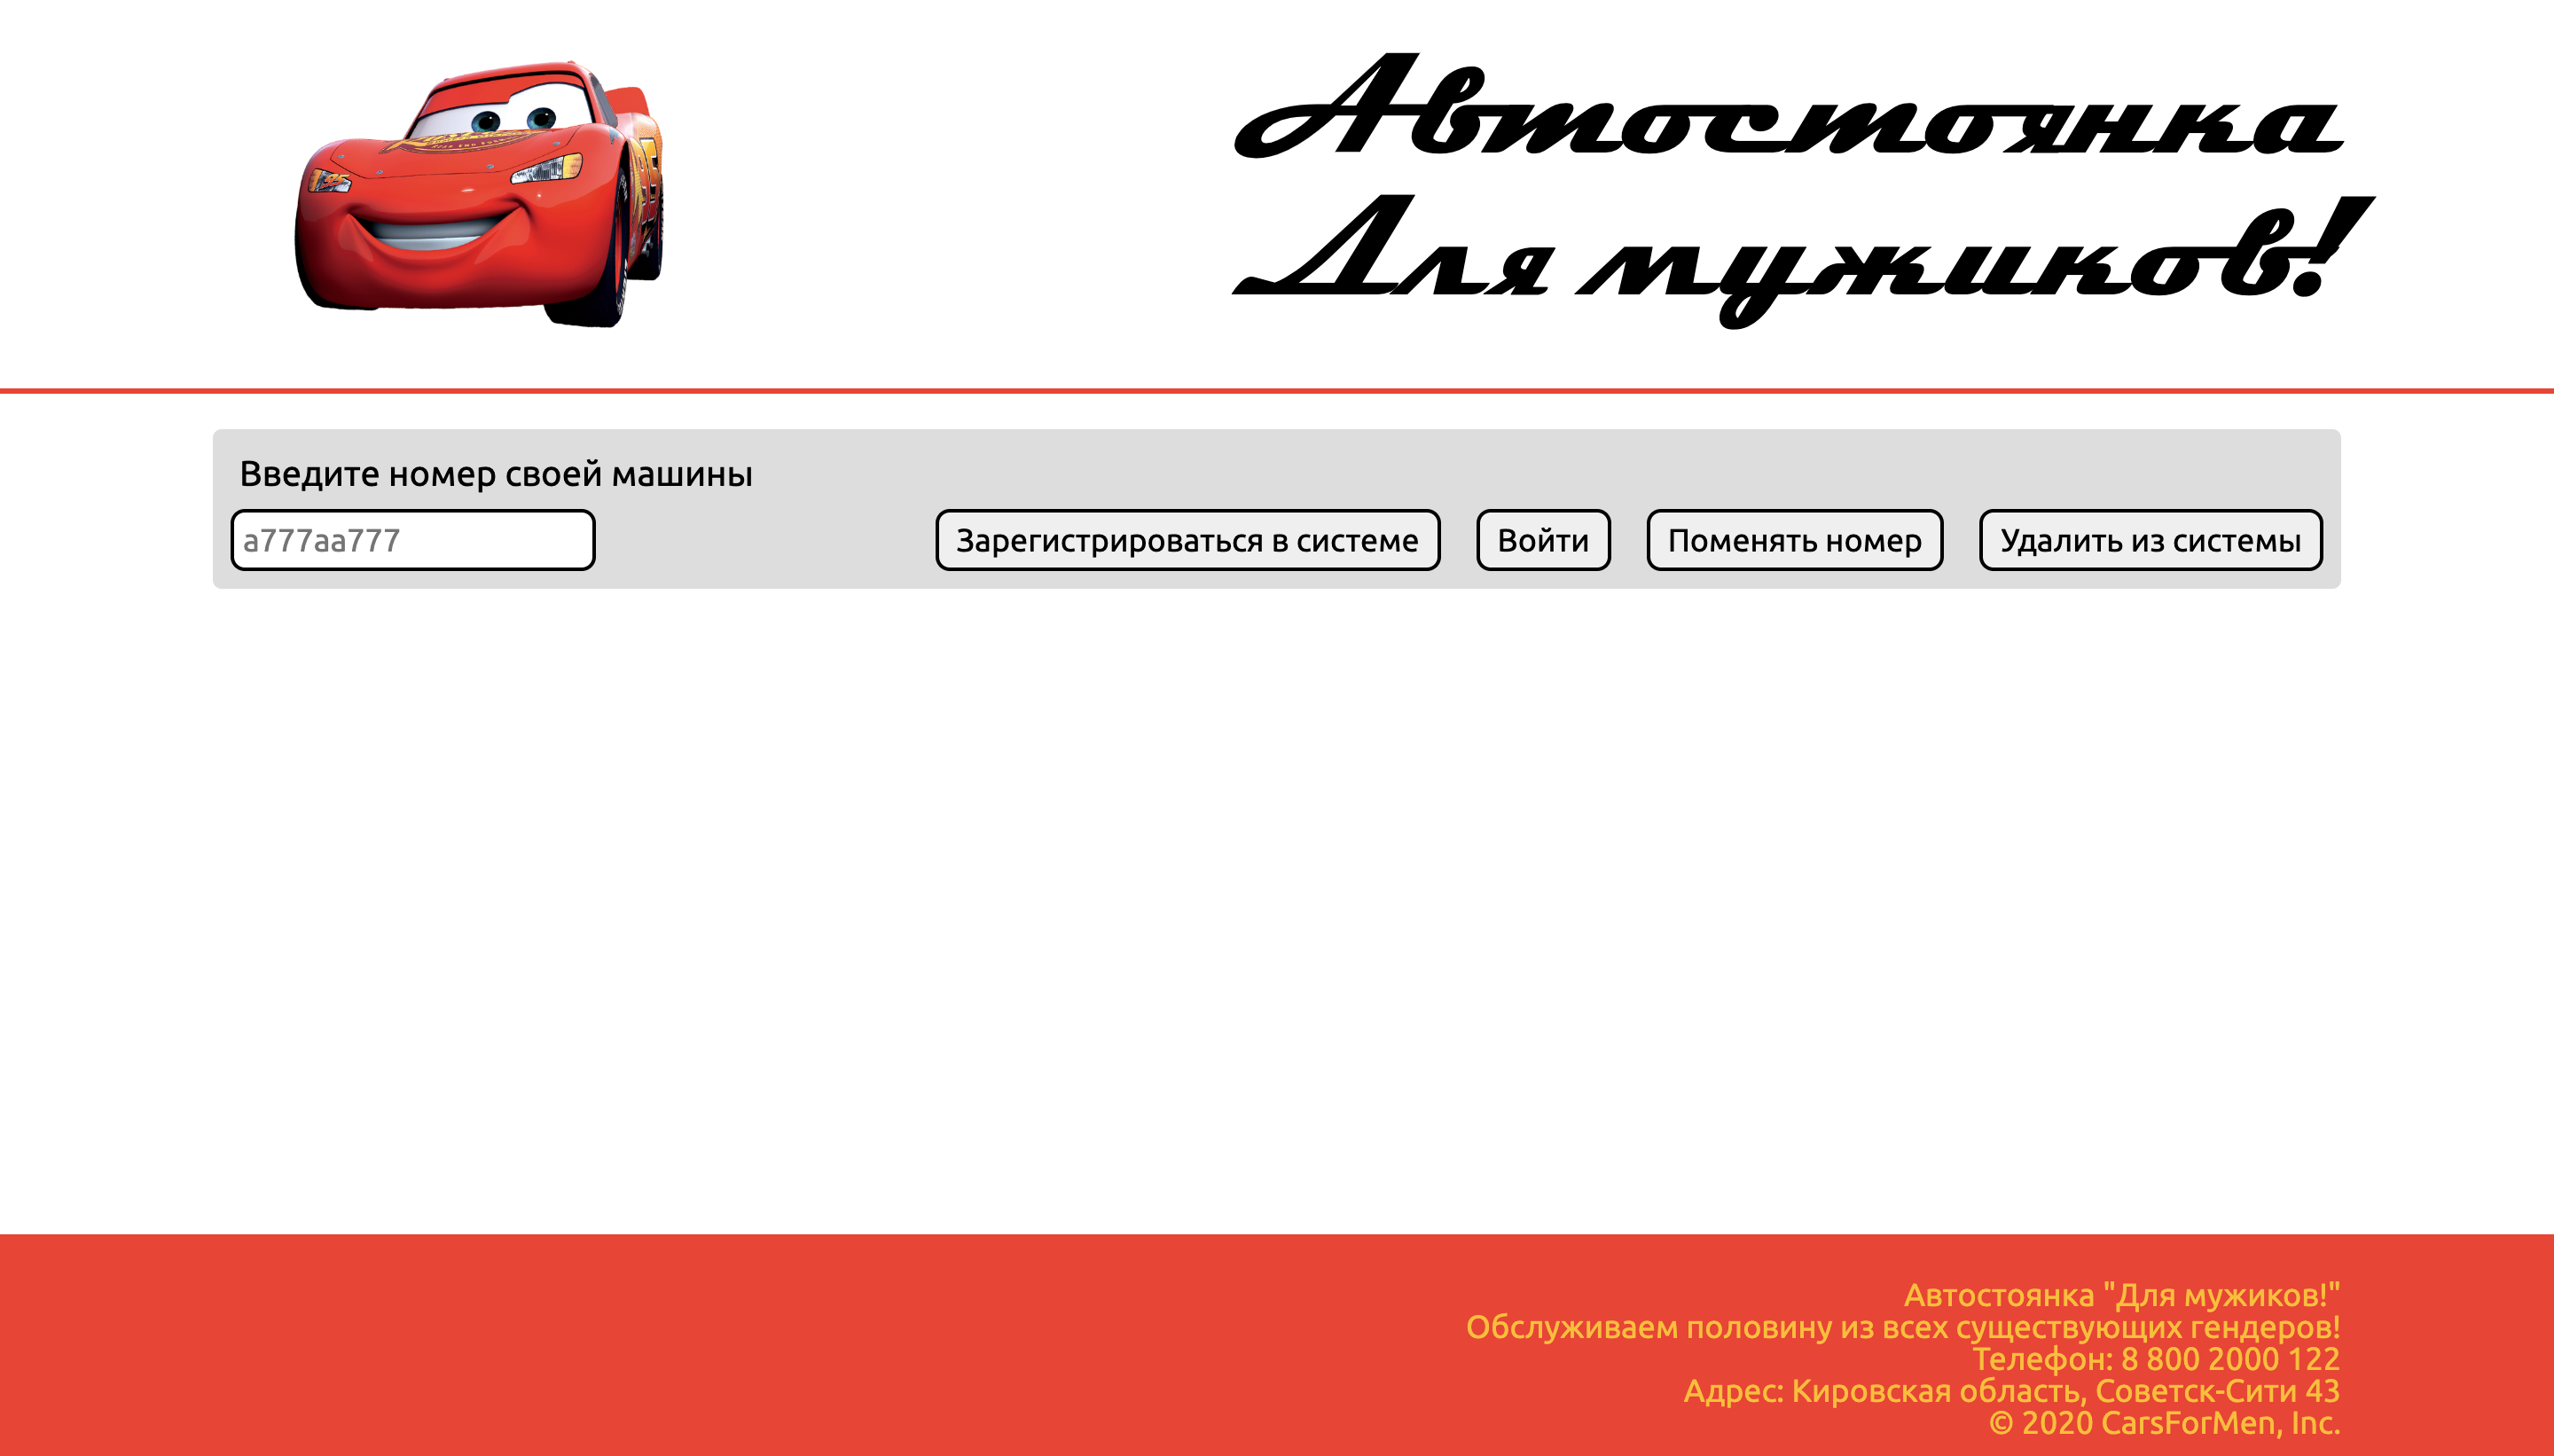 Автостоянка
Для мужиков!
95
Введите номер своей машины
а777аа777
Зарегистрироваться в системе
Войти
Поменять номер
Удалить из системы
Автостоянка "Для мужиков!"
Обслуживаем половину из всех существующих гендеров!
Телефон: 8 800 2000 122
Адрес: Кировская область, Советск-Сити 43
© 2020 CarsForMen, Inc.